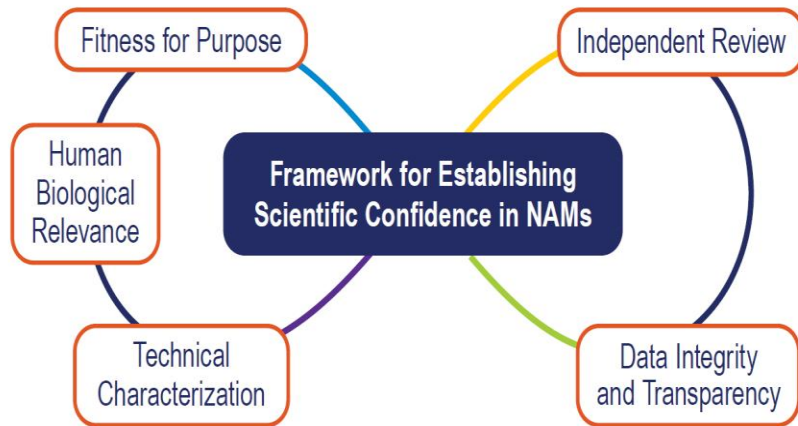 Fitness for Purpose
Independent Review
Human
Biological
Relevance
Framework for Establishing
Scientific Confidence in NAMs
Technical
Characterization
Data Integrity
and Transparency